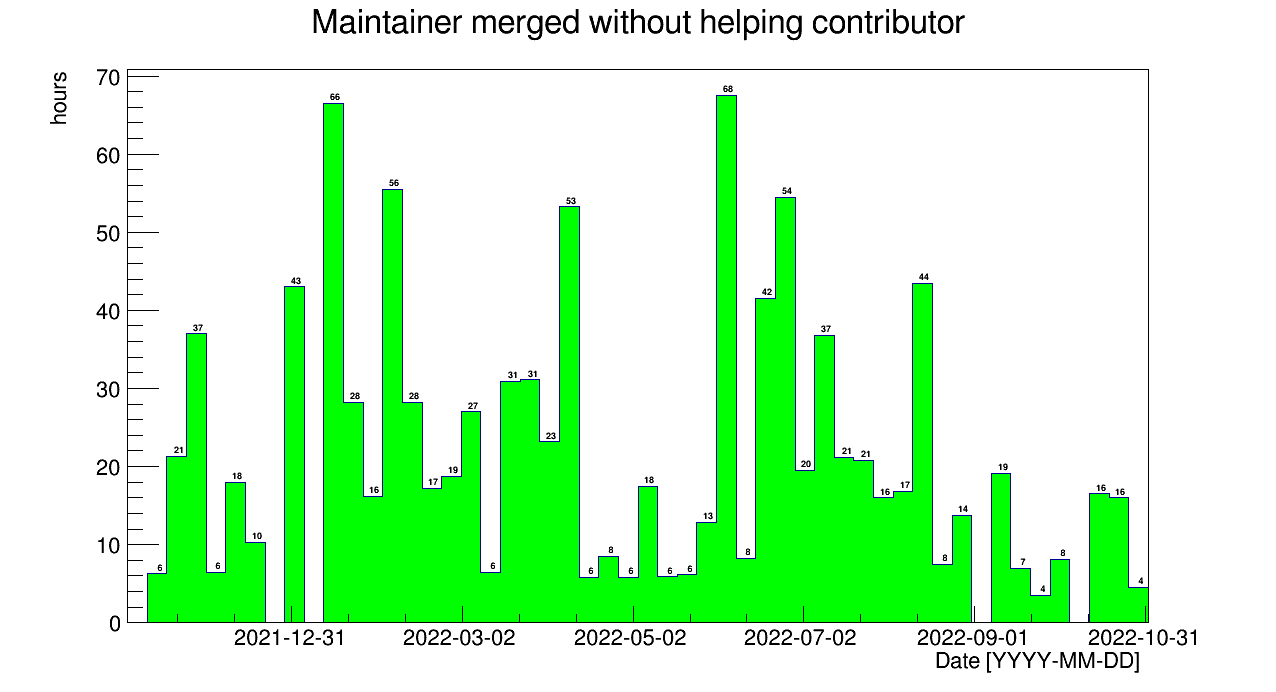 Maintainer merged without helping contributor
hours
70
60
50
40
30
20
10
0
6 21 37 6 18 10 43 66 28 16 56 28 17 19 27 6 31 31 23 53 6 8 6 18 6 6 13 68 8 42 54 20 37 21 21 16 17 44 8 14 19 7 4 8 16 16 4
2021-12-31 2022-03-02 2022-05-02 2022-07-02 2022-09-01 2022-10-31
Date [YYYY-MM-DD]